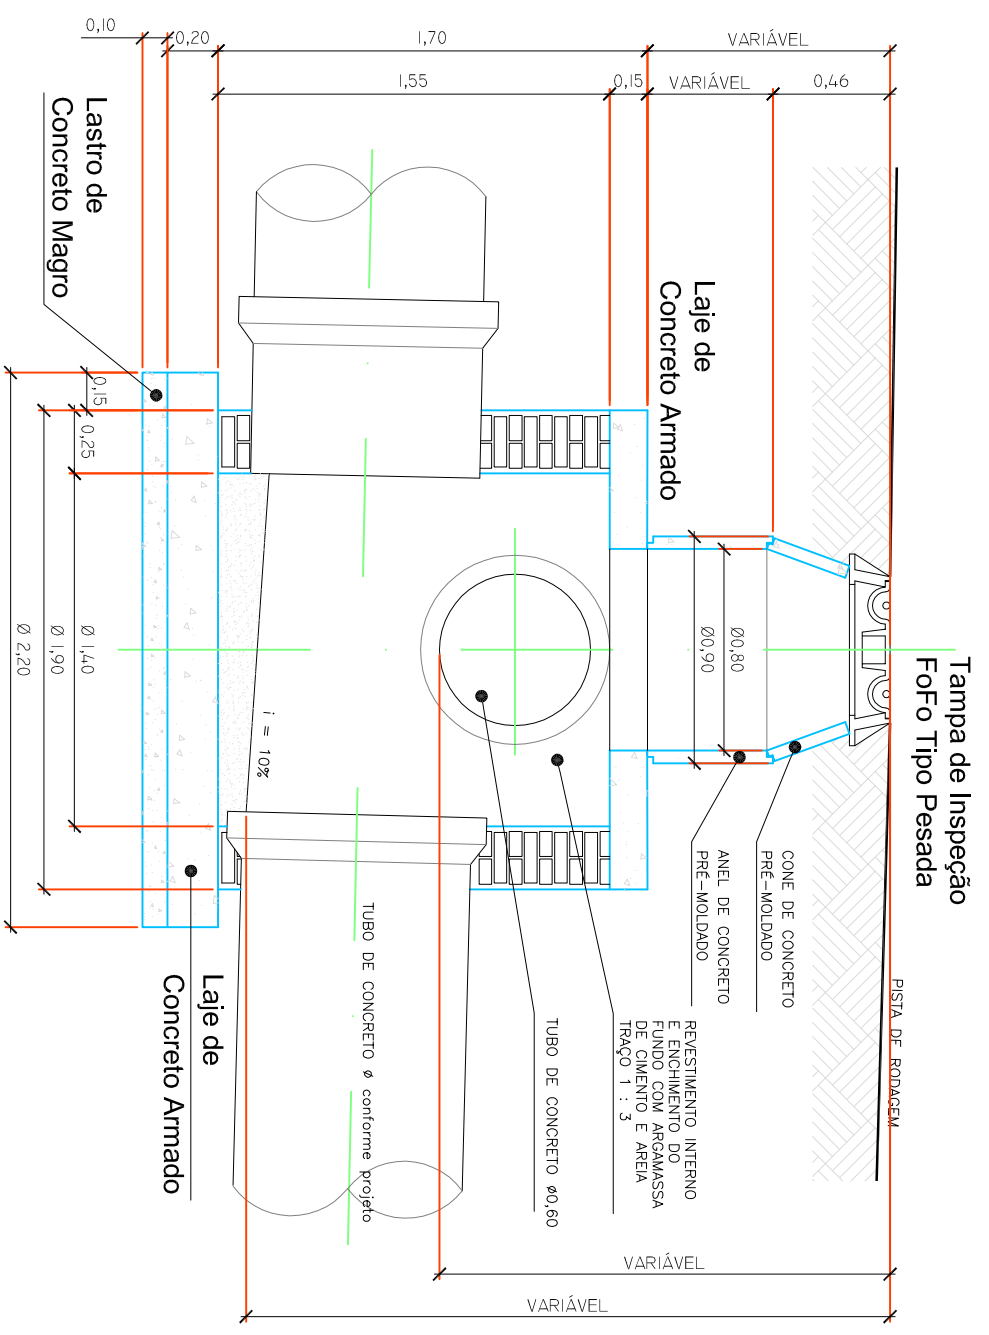 Tampa de Inspeção
FoFo Tipo Pesada
PISTA DE RODAGEM
VARIÁVEL
0,46
VARIÁVEL
0,15
1,70
1,55
0,20
0,10
Laje de
Concreto Armado
CONE DE CONCRETO
PRÉ-MOLDADO
ANEL DE CONCRETO
PRÉ-MOLDADO
Ø0,80
Ø0,90
REVESTIMENTO INTERNO
E ENCHIMENTO DO
FUNDO COM ARGAMASSA
DE CIMENTO E AREIA
TRAÇO 1 : 3
TUBO DE CONCRETO ø0,60
TUBO DE CONCRETO ø conforme projeto
i = 10%
Laje de
Concreto Armado
Lastro de
Concreto Magro
0,15
0,25
Ø 1,40
Ø 1,90
Ø 2,20
VARIÁVEL
VARIÁVEL